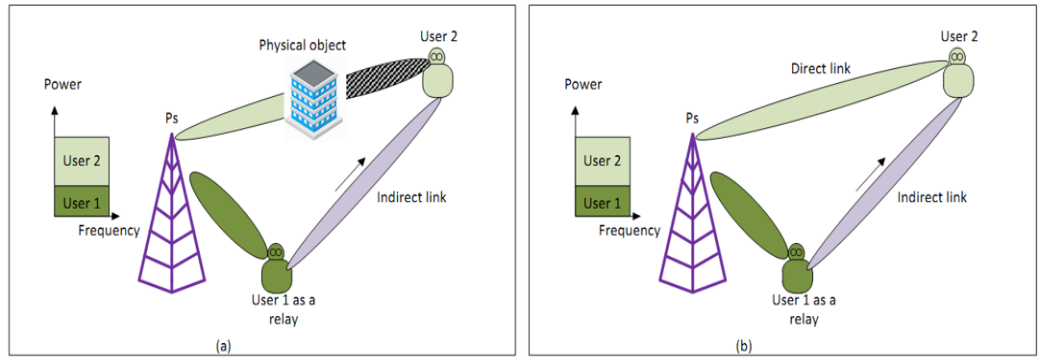 User 2
Physical object
Power
Ps
User 2
User 1
Indirect link
Frequency
User 1 as a
relay
(a)
User 2
Direct link
Power
Ps
User 2
User 1
Indirect link
Frequency
User 1 as a
relay
(b)